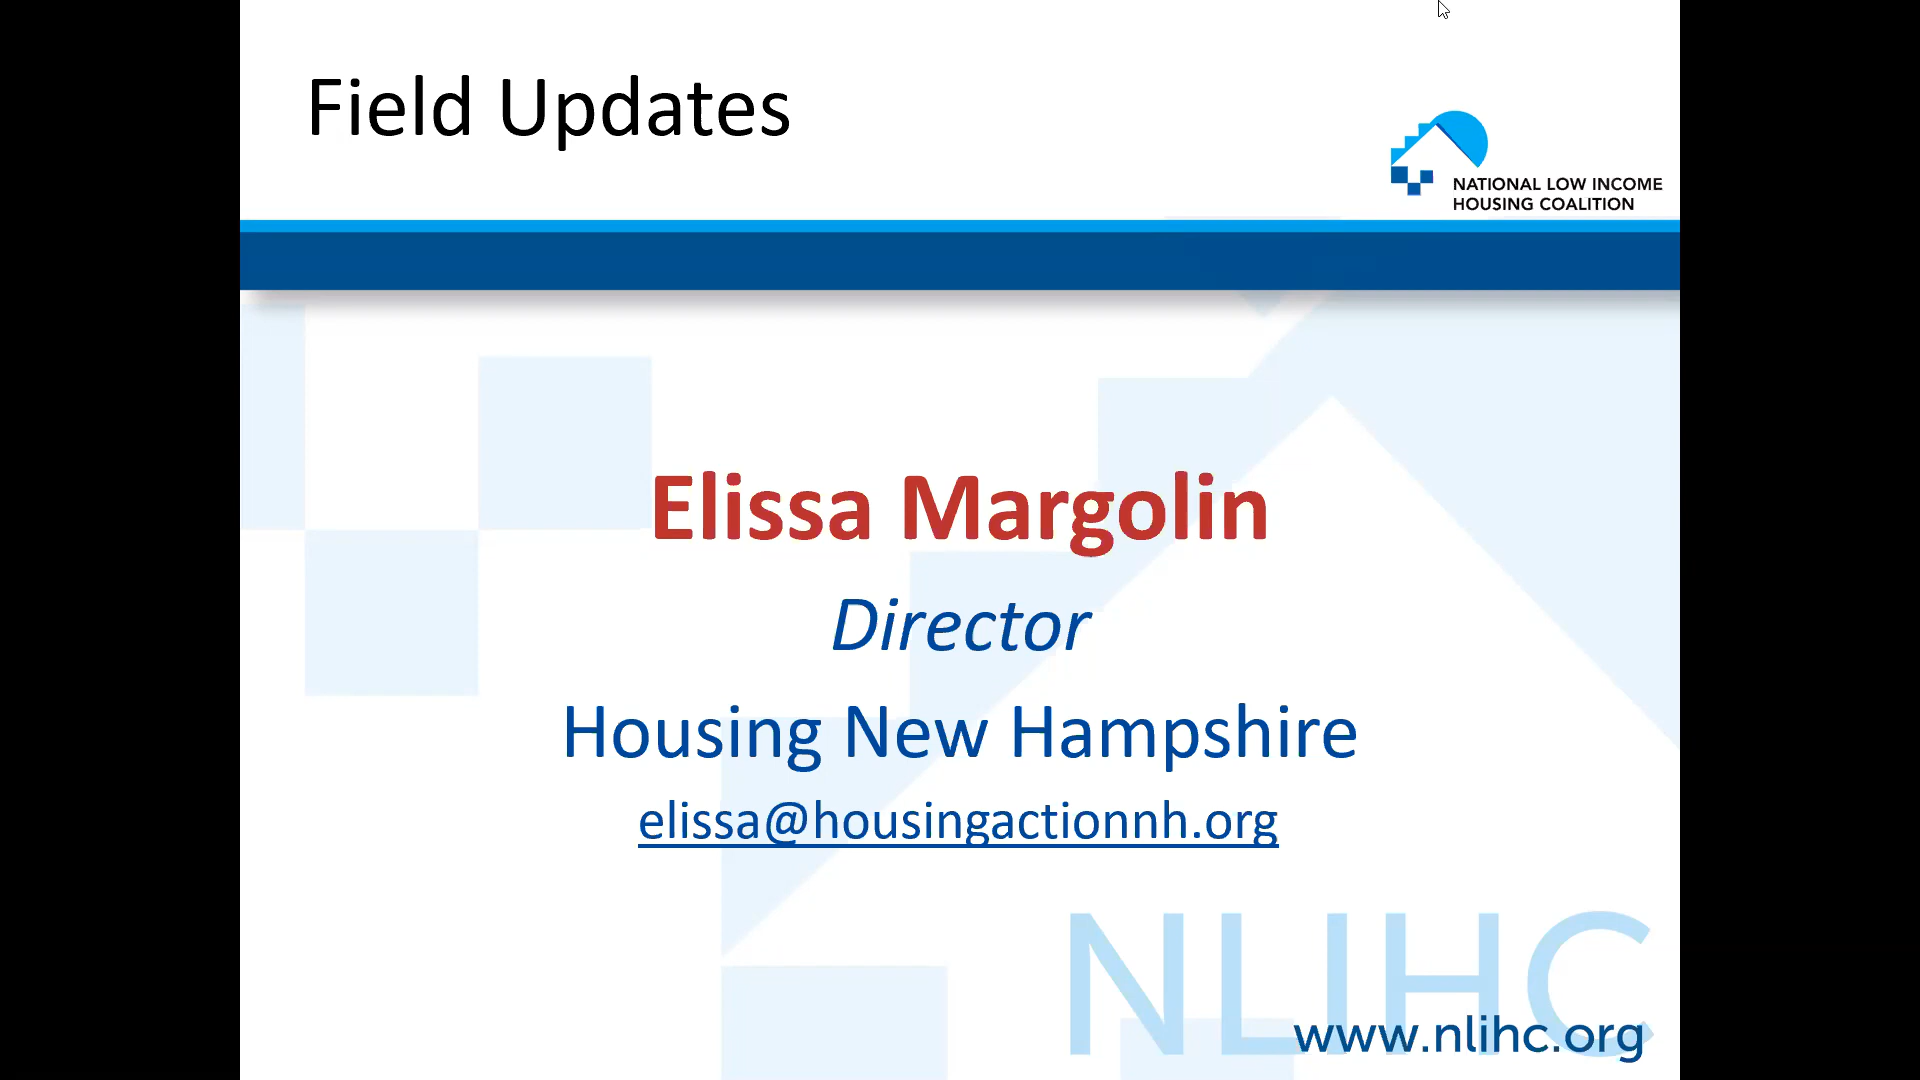 Field Updates
NATIONAL LOW INCOME
HOUSING COALITION
Elissa Margolin
Director
Housing New Hampshire
elissa@housingactionnh.org
NLIHC
www.nlihc.org